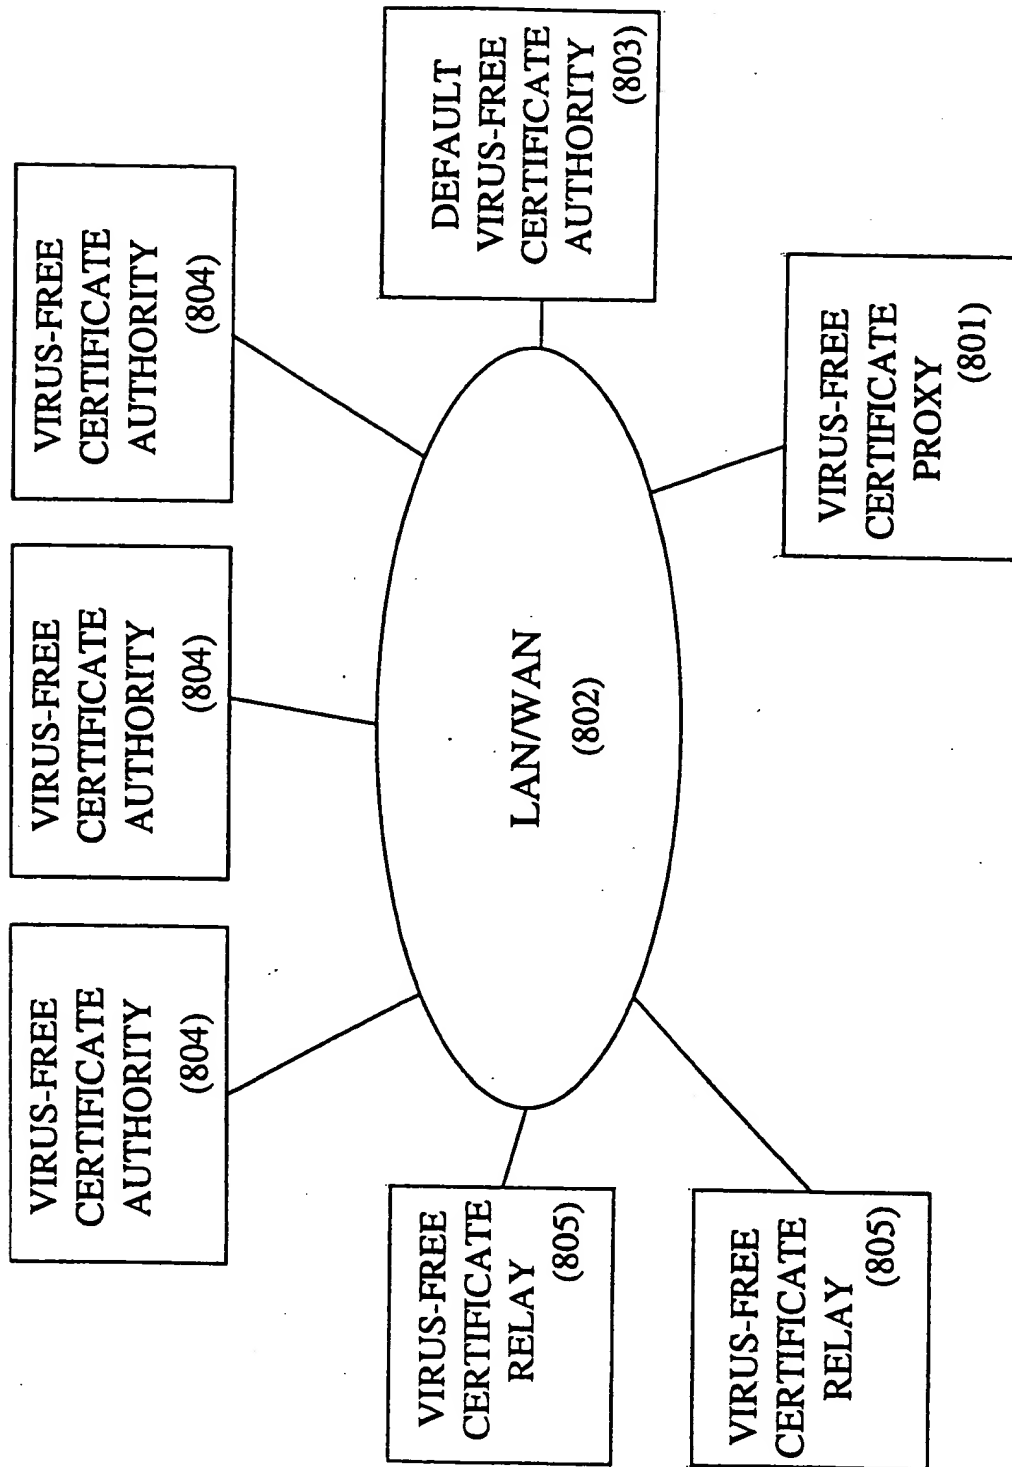 VIRUS-FREE
CERTIFICATE
AUTHORITY
(804)
VIRUS-FREE
CERTIFICATE
AUTHORITY
(804)
VIRUS-FREE
CERTIFICATE
AUTHORITY
(804)
VIRUS-FREE
CERTIFICATE
RELAY
(805)
LAN/WAN
(802)
DEFAULT
VIRUS-FREE
CERTIFICATE
AUTHORITY
(803)
VIRUS-FREE
CERTIFICATE
RELAY
(805)
VIRUS-FREE
CERTIFICATE
PROXY
(801)